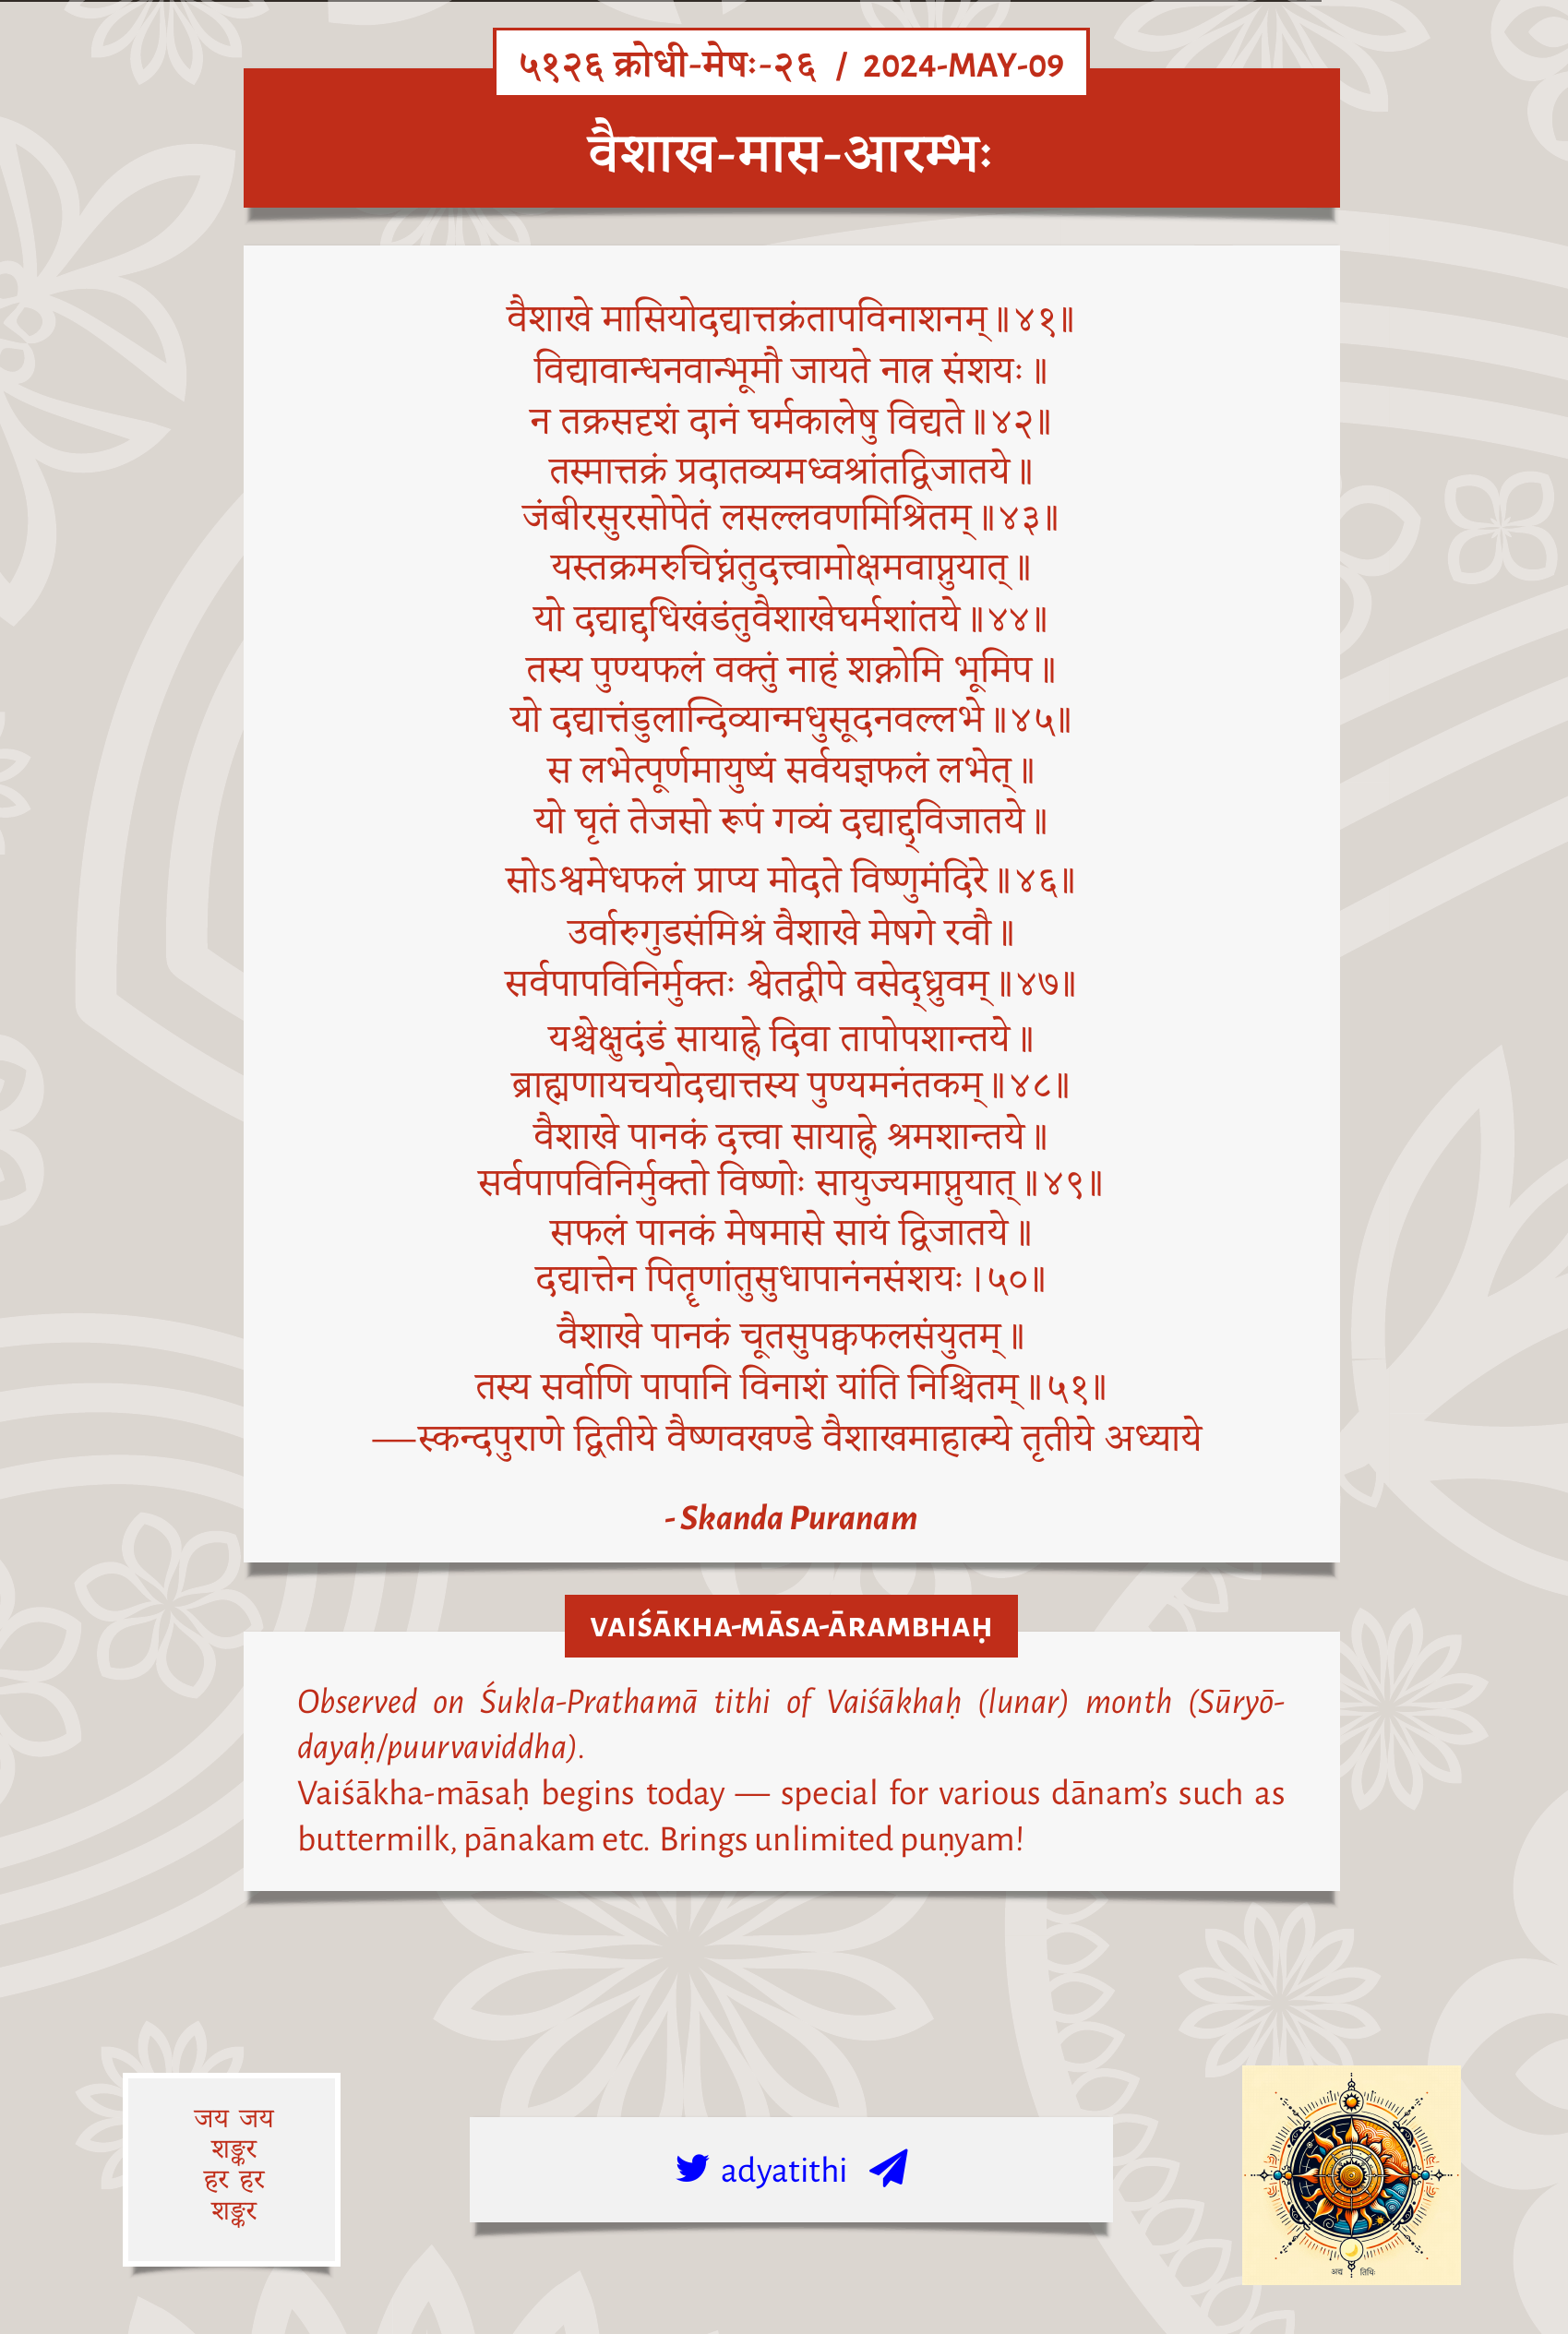 ५१२६ क्रोधी-मेषः-२६ / 2024-MAY-09
वैशाख-मास-आरम्भः
वैशाखे मासियोदद्यात्तक्रंतापविनाशनम्॥४१॥
विद्यावान्धनवान्भूमौ जायते नात्र संशयः॥
न तक्रसदृशं दानं घर्मकालेषु विद्यते॥४२॥
तस्मात्तक्रं प्रदातव्यमध्वश्रांतद्विजातये॥
जंबीरसुरसोपेतं लसल्लवणमिश्रितम्॥४३॥
यस्तक्रमरुचिघ्नंतुदत्त्वामोक्षमवाप्नुयात्॥
यो दद्याद्दधिखंडंतुवैशाखेघर्मशांतये॥४४॥
तस्य पुण्यफलं वक्तुं नाहं शक्नोमि भूमिप॥
यो दद्यात्तंडुलान्दिव्यान्मधुसूदनवल्लभे॥४५॥
स लभेत्पूर्णमायुष्यं सर्वयज्ञफलं लभेत्॥
यो घृतं तेजसो रूपं गव्यं दद्याद्द्विजातये॥
सोऽश्वमेधफलं प्राप्य मोदते विष्णुमंदिरे॥४६॥
उर्वारुगुडसंमिश्रं वैशाखे मेषगे रवौ॥
सर्वपापविनिर्मुक्तः श्वेतद्वीपे वसेद्ध्रुवम्॥४७॥
यश्चेक्षुदंडं सायाह्ने दिवा तापोपशान्तये॥
ब्राह्मणायचयोदद्यात्तस्य पुण्यमनंतकम्॥४८॥
वैशाखे पानकं दत्त्वा सायाह्ने श्रमशान्तये॥
सर्वपापविनिर्मुक्तो विष्णोः सायुज्यमाप्नुयात्॥४९॥
सफलं पानकं मेषमासे सायं द्विजातये॥
दद्यात्तेन पितॄणांतुसुधापानंनसंशयः।५०॥
वैशाखे पानकं चूतसुपक्वफलसंयुतम्॥
तस्य सर्वाणि पापानि विनाशं यांति निश्चितम्॥५१॥
—स्कन्दपुराणे द्वितीये वैष्णवखण्डे वैशाखमाहात्म्ये तृतीये अध्याये
- Skanda Puranam
VAIŚĀKHA-MĀSA-ĀRAMBHAḤ
Observed on Śukla-Prathamā tithi of Vaiśākhaḥ (lunar) month (Sūryō-
dayaḥ/puurvaviddha).
Vaiśākha-māsaḥ begins today — special for various dānam’s such as
buttermilk, pānakam etc. Brings unlimited puṇyam!
जय जय
शङ्कर
हर हर
शङ्कर
adyatithi
अद्य तिथिः